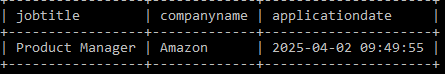 | jobtitle | companyname | applicationdate |
| Product Manager | Amazon | 2025-04-02 09:49:55 |